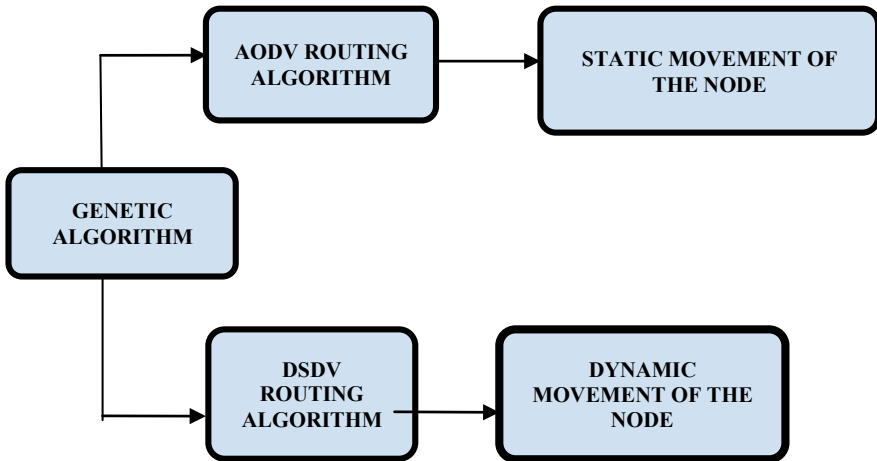 AODV ROUTING
ALGORITHM
STATIC MOVEMENT OF
THE NODE
GENETIC
ALGORITHM
DSDV
ROUTING
ALGORITHM
DYNAMIC
MOVEMENT OF THE
NODE